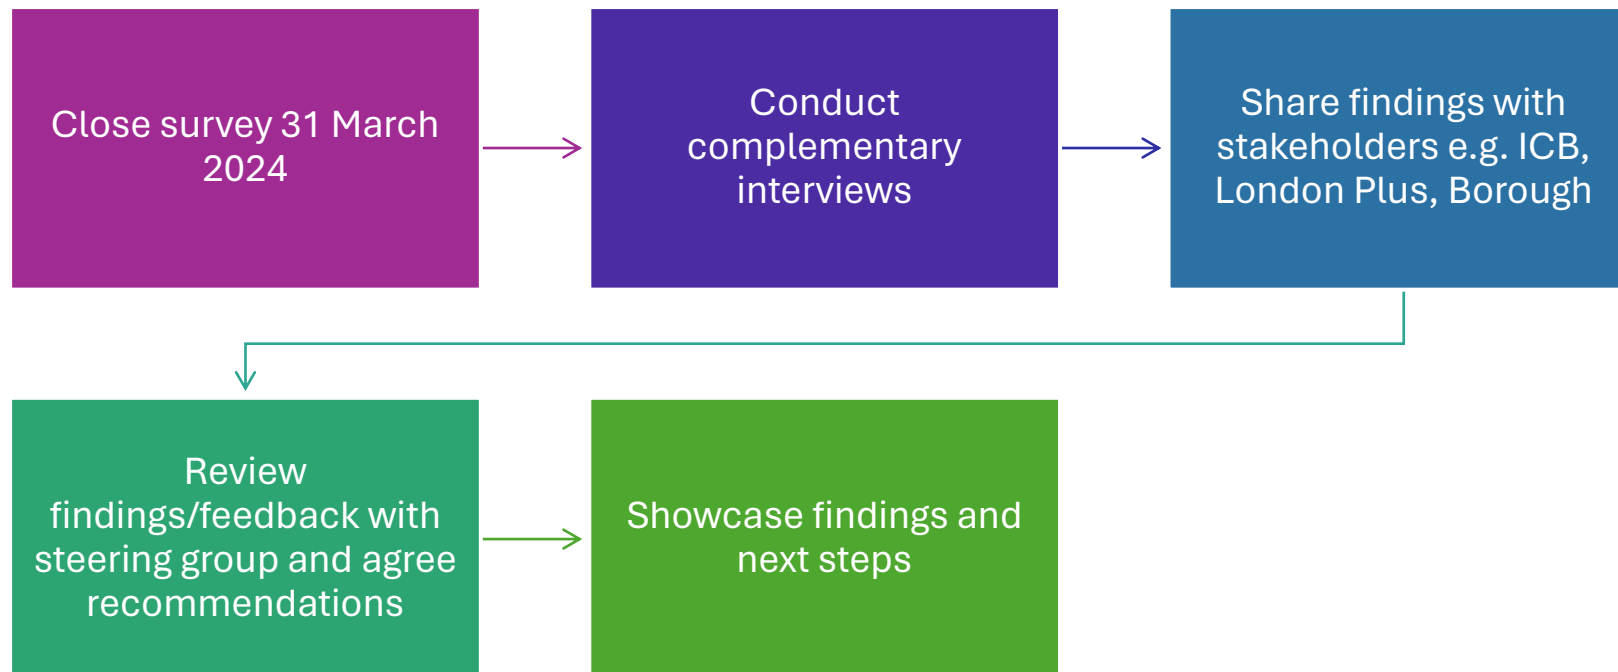 Close survey 31 March
2024
Conduct
complementary
interviews
Share findings with
stakeholders e.g. ICB,
London Plus, Borough
Review
findings/feedback with
steering group and agree
recommendations
Showcase findings and
next steps